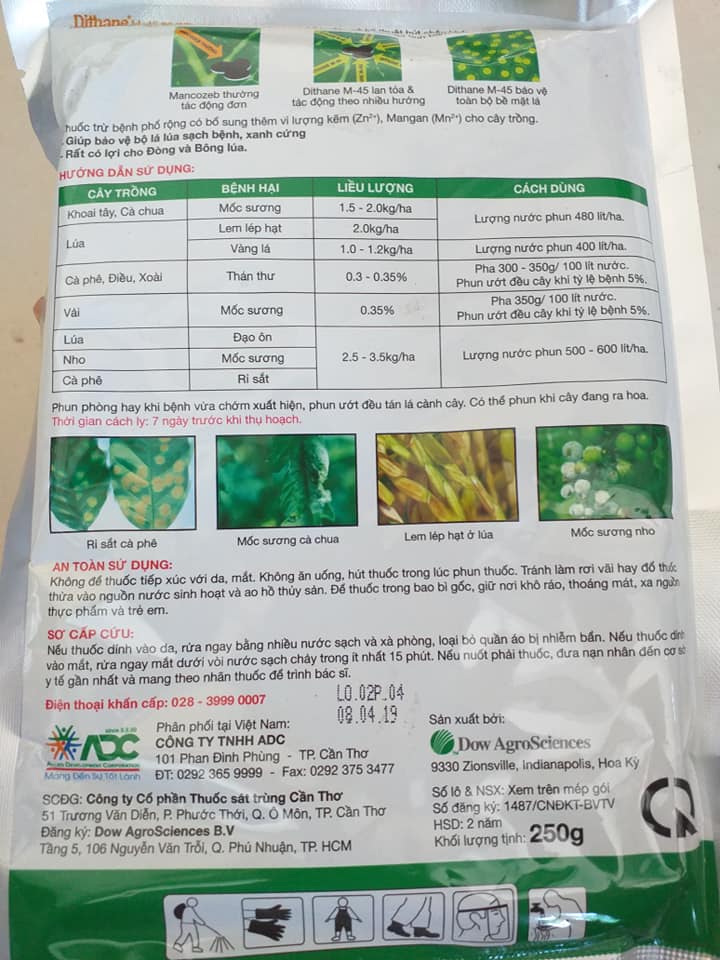 Dithane
Mancozeb thường
tác động đơn
Dithane M-45 lan tỏa &
tác động theo nhiều hướng
Dithane M-45 bảo vệ
toàn bộ bề mặt lá
huốc trừ bệnh phổ rộng có bổ sung thêm vi lượng kẽm (Zn²⁺), Mangan (Mn²⁺) cho cây trồng.
- Giúp bảo vệ bộ lá lúa sạch bệnh, xanh cứng
- Rất có lợi cho Đòng và Bông lúa.
HƯỚNG DẪN SỬ DỤNG:
CÂY TRỒNG BỆNH HẠI LIỀU LƯỢNG CÁCH DÙNG
Khoai tây, Cà chua Mốc sương 1.5 - 2.0kg/ha Lượng nước phun 480 lít/ha.
Lúa Lem lép hạt 2.0kg/ha
Vàng lá 1.0 - 1.2kg/ha Lượng nước phun 400 lít/ha.
Cà phê, Điều, Xoài Thán thư 0.3 - 0.35% Pha 300 - 350g/ 100 lít nước.
Phun ướt đều cây khi tỷ lệ bệnh 5%.
Vải Mốc sương 0.35% Pha 350g/ 100 lít nước.
Phun ướt đều cây khi tỷ lệ bệnh 5%.
Lúa Đạo ôn
Nho Mốc sương 2.5 - 3.5kg/ha Lượng nước phun 500 - 600 lít/ha.
Cà phê Rỉ sắt
Phun phòng hay khi bệnh vừa chớm xuất hiện, phun ướt đều tán lá cành cây. Có thể phun khi cây đang ra hoa.
Thời gian cách ly: 7 ngày trước khi thu hoạch.
Rỉ sắt cà phê
Mốc sương cà chua
Lem lép hạt ở lúa
Mốc sương nho
AN TOÀN SỬ DỤNG:
Không để thuốc tiếp xúc với da, mắt. Không ăn uống, hút thuốc trong lúc phun thuốc. Tránh làm rơi vãi hay đổ thuốc
thừa vào nguồn nước sinh hoạt và ao hồ thủy sản. Để thuốc trong bao bì gốc, giữ nơi khô ráo, thoáng mát, xa nguồn
thực phẩm và trẻ em.
SƠ CẤP CỨU:
Nếu thuốc dính vào da, rửa ngay bằng nhiều nước sạch và xà phòng, loại bỏ quần áo bị nhiễm bẩn. Nếu thuốc dính
vào mắt, rửa ngay mắt dưới vòi nước sạch chảy trong ít nhất 15 phút. Nếu nuốt phải thuốc, đưa nạn nhân đến cơ sở
y tế gần nhất và mang theo nhãn thuốc để trình bác sĩ.
Điện thoại khẩn cấp: 028 - 3999 0007
LO.02P.04
08.04.19
ADC
ALLIED DEVELOPMENT CORPORATION
Mang Đến Sự Tốt Lành
Phân phối tại Việt Nam:
CÔNG TY TNHH ADC
101 Phan Đình Phùng - TP. Cần Thơ
ĐT: 0292 365 9999 - Fax: 0292 375 3477
SCĐG: Công ty Cổ phần Thuốc sát trùng Cần Thơ
51 Trương Văn Diễn, P. Phước Thới, Q. Ô Môn, TP. Cần Thơ
Đăng ký: Dow AgroSciences B.V
Tầng 5, 106 Nguyễn Văn Trỗi, Q. Phú Nhuận, TP. HCM
Sản xuất bởi:
Dow AgroSciences
9330 Zionsville, Indianapolis, Hoa Kỳ
Số lô & NSX: Xem trên mép gói
Số đăng ký: 1487/CNĐKT-BVTV
HSD: 2 năm
Khối lượng tịnh: 250g